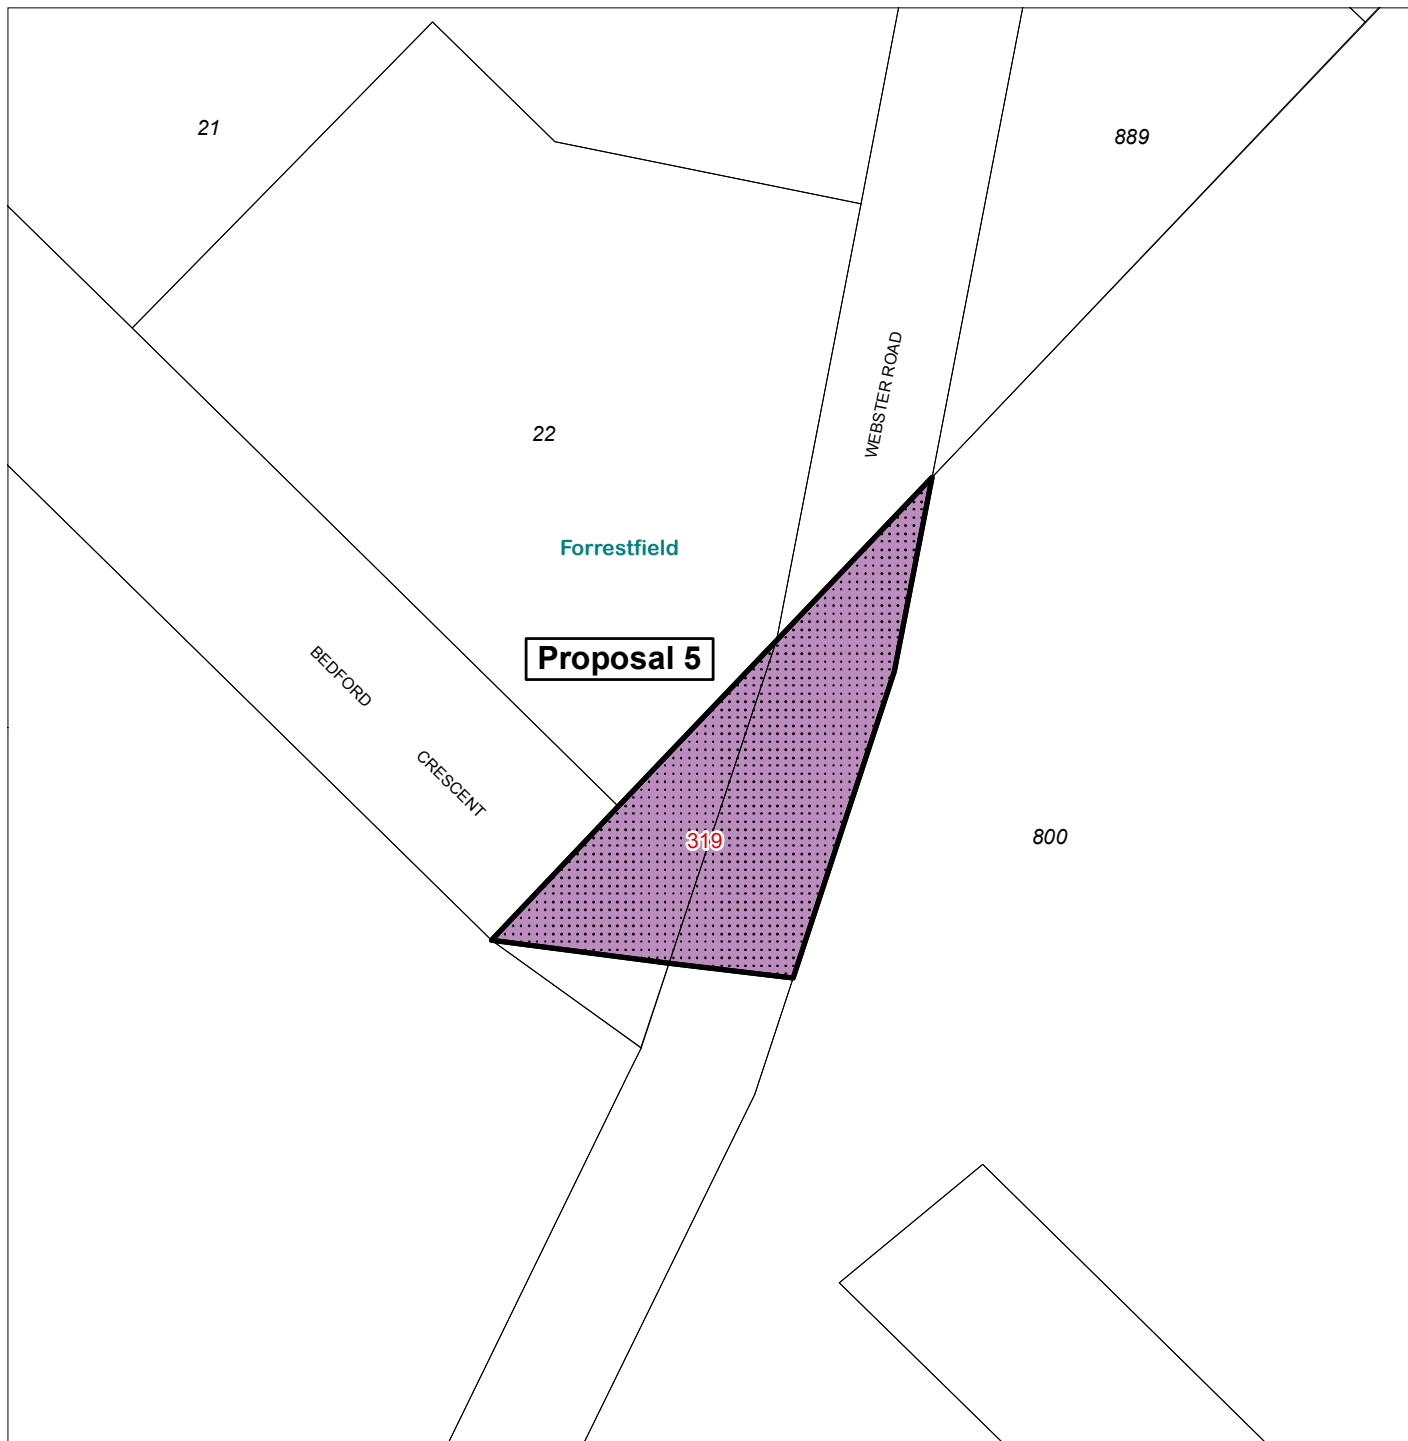 21
889
WEBSTER ROAD
22
Forrestfield
Proposal 5
BEDFORD
CRESCENT
319
800